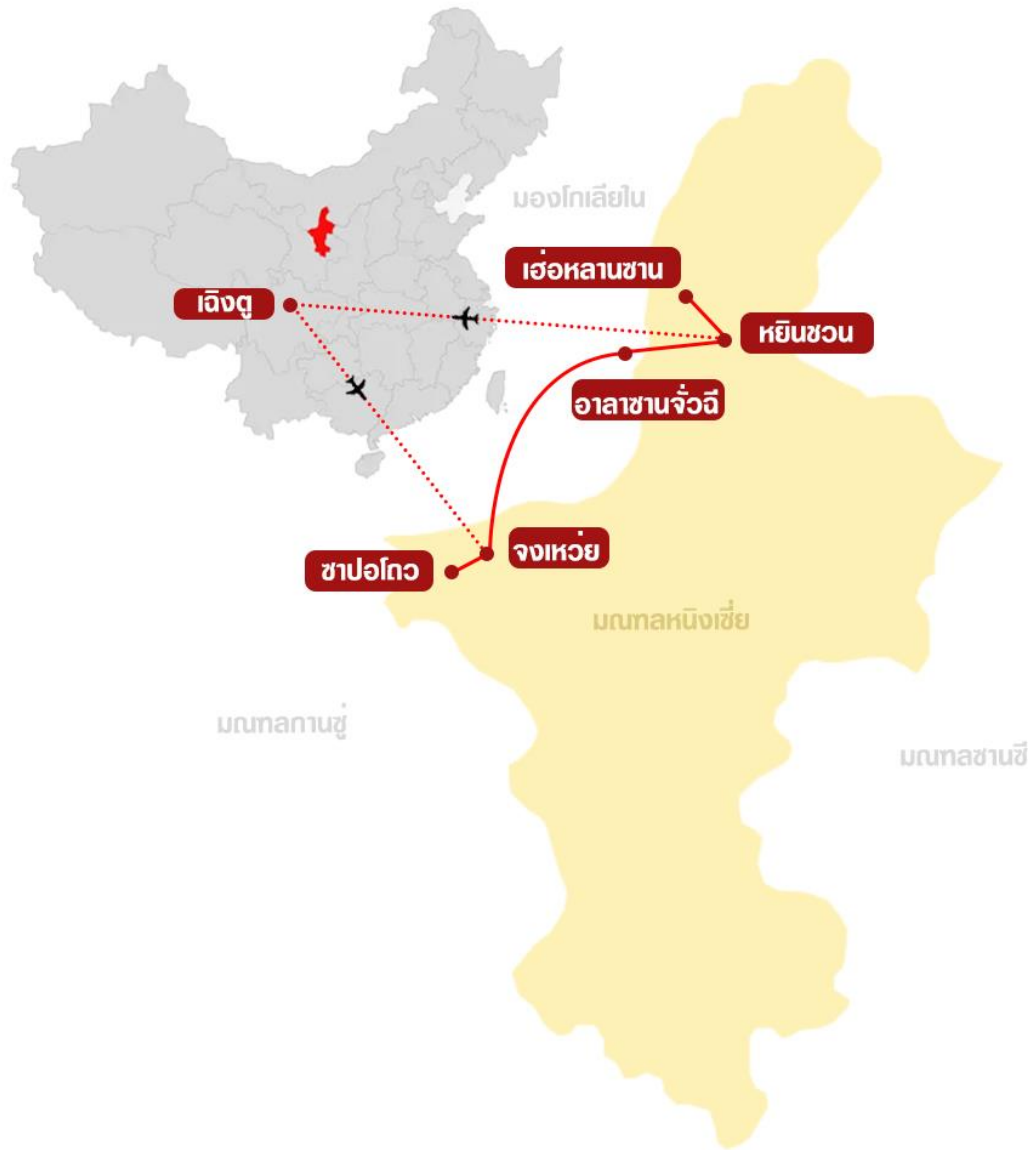 มองโกเลียใน
เฮ่อหลานซาน
เฉิงตู
หยินชวน
อาลาซานจั่วฉี
จงเหว่ย
ซาปอโถว
มณฑลหนิงเซี่ย
มณฑลกานซู่
มณฑลซานซี